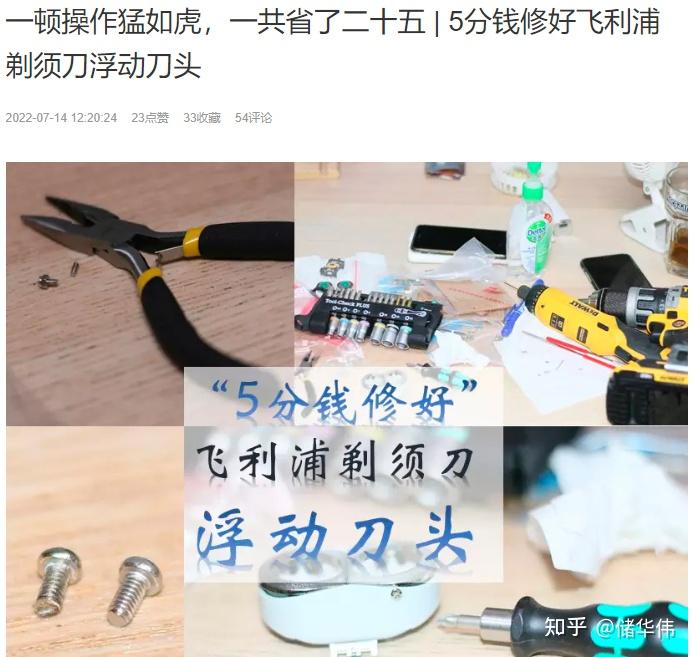 一顿操作猛如虎，一共省了二十五 | 5分钱修好飞利浦
剃须刀浮动刀头
2022-07-14 12:20:24 23点赞 33收藏 54评论
Dettol
Tool-Check PLUS
DEWALT
“5分钱修好”
飞利浦剃须刀
浮动刀头
知乎 @储华伟